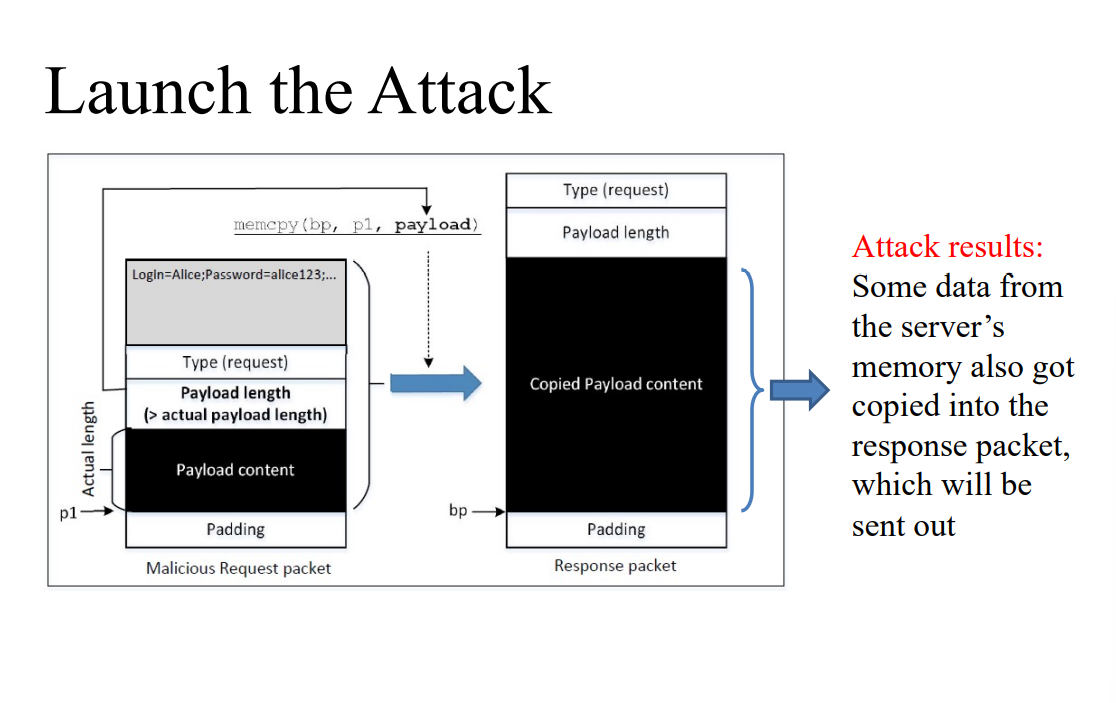 Launch the Attack
memcpy(bp, p1, payload)
LogIn=Alice;Password=alice123;...
Type (request)
Payload length
(> actual payload length)
Actual length
Payload content
p1
Padding
Malicious Request packet
Type (request)
Payload length
Copied Payload content
bp
Padding
Response packet
Attack results:
Some data from
the server’s
memory also got
copied into the
response packet,
which will be
sent out